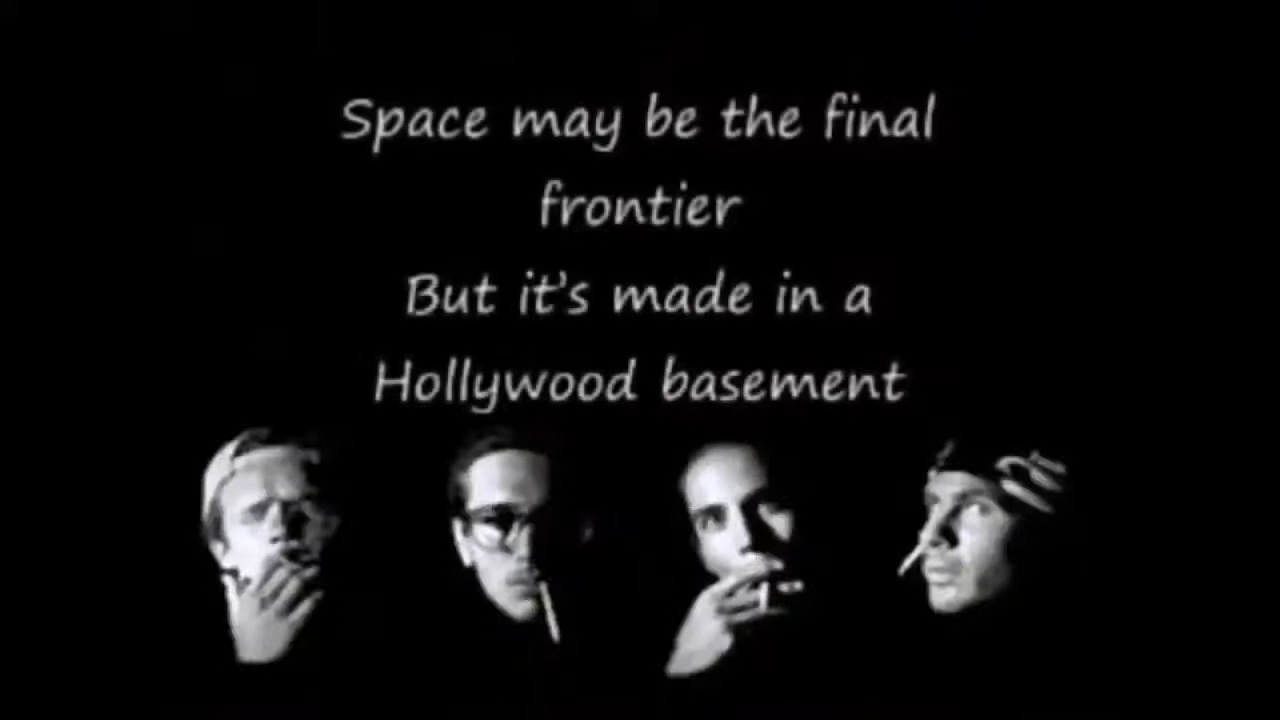 Space may be the final
frontier
But it's made in a
Hollywood basement